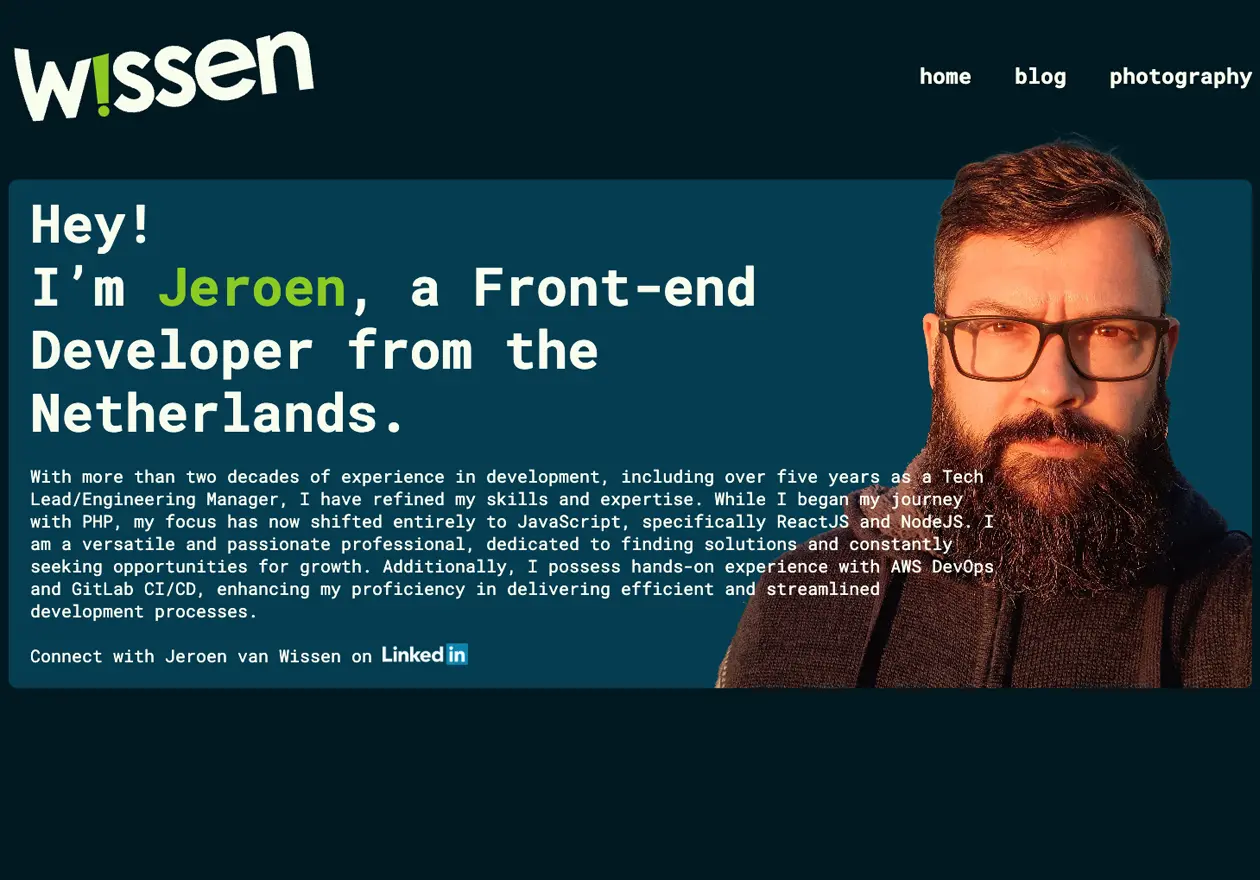 W!ssen
home blog photography
Hey!
I’m Jeroen, a Front-end
Developer from the
Netherlands.
With more than two decades of experience in development, including over five years as a Tech
Lead/Engineering Manager, I have refined my skills and expertise. While I began my journey
with PHP, my focus has now shifted entirely to JavaScript, specifically ReactJS and NodeJS. I
am a versatile and passionate professional, dedicated to finding solutions and constantly
seeking opportunities for growth. Additionally, I possess hands-on experience with AWS DevOps
and GitLab CI/CD, enhancing my proficiency in delivering efficient and streamlined
development processes.
Connect with Jeroen van Wissen on Linked in